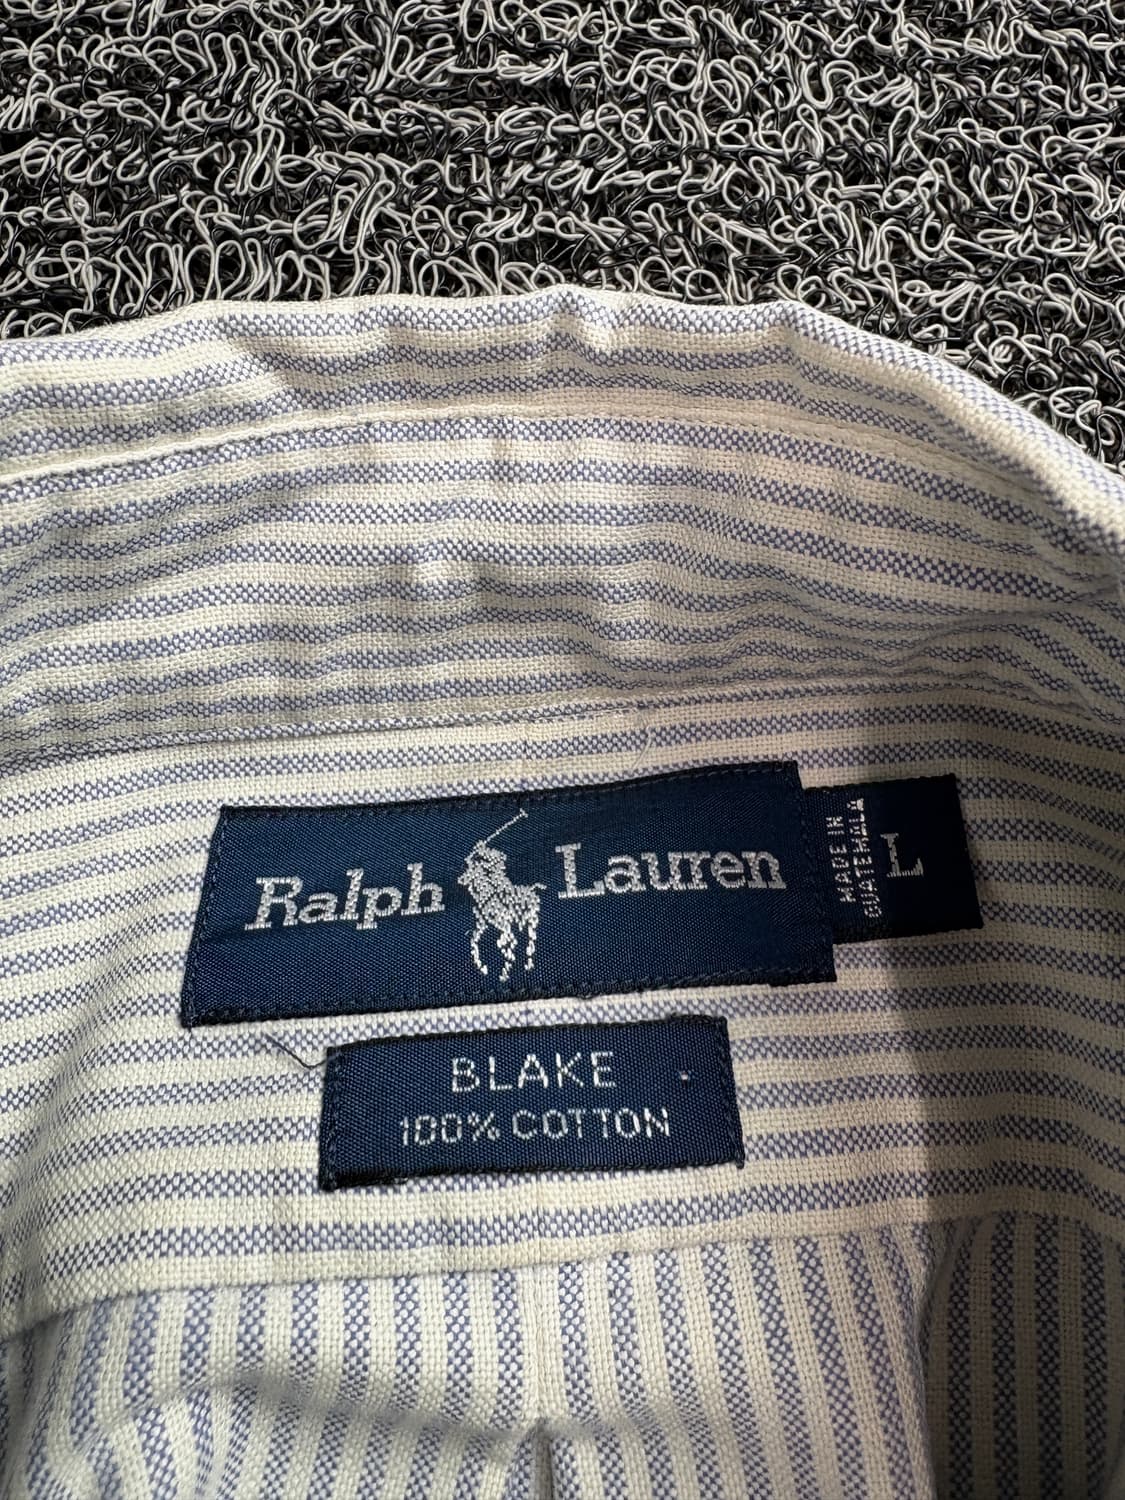 Ralph Lauren
MADE IN
GUATEMALA
L
BLAKE
100% COTTON